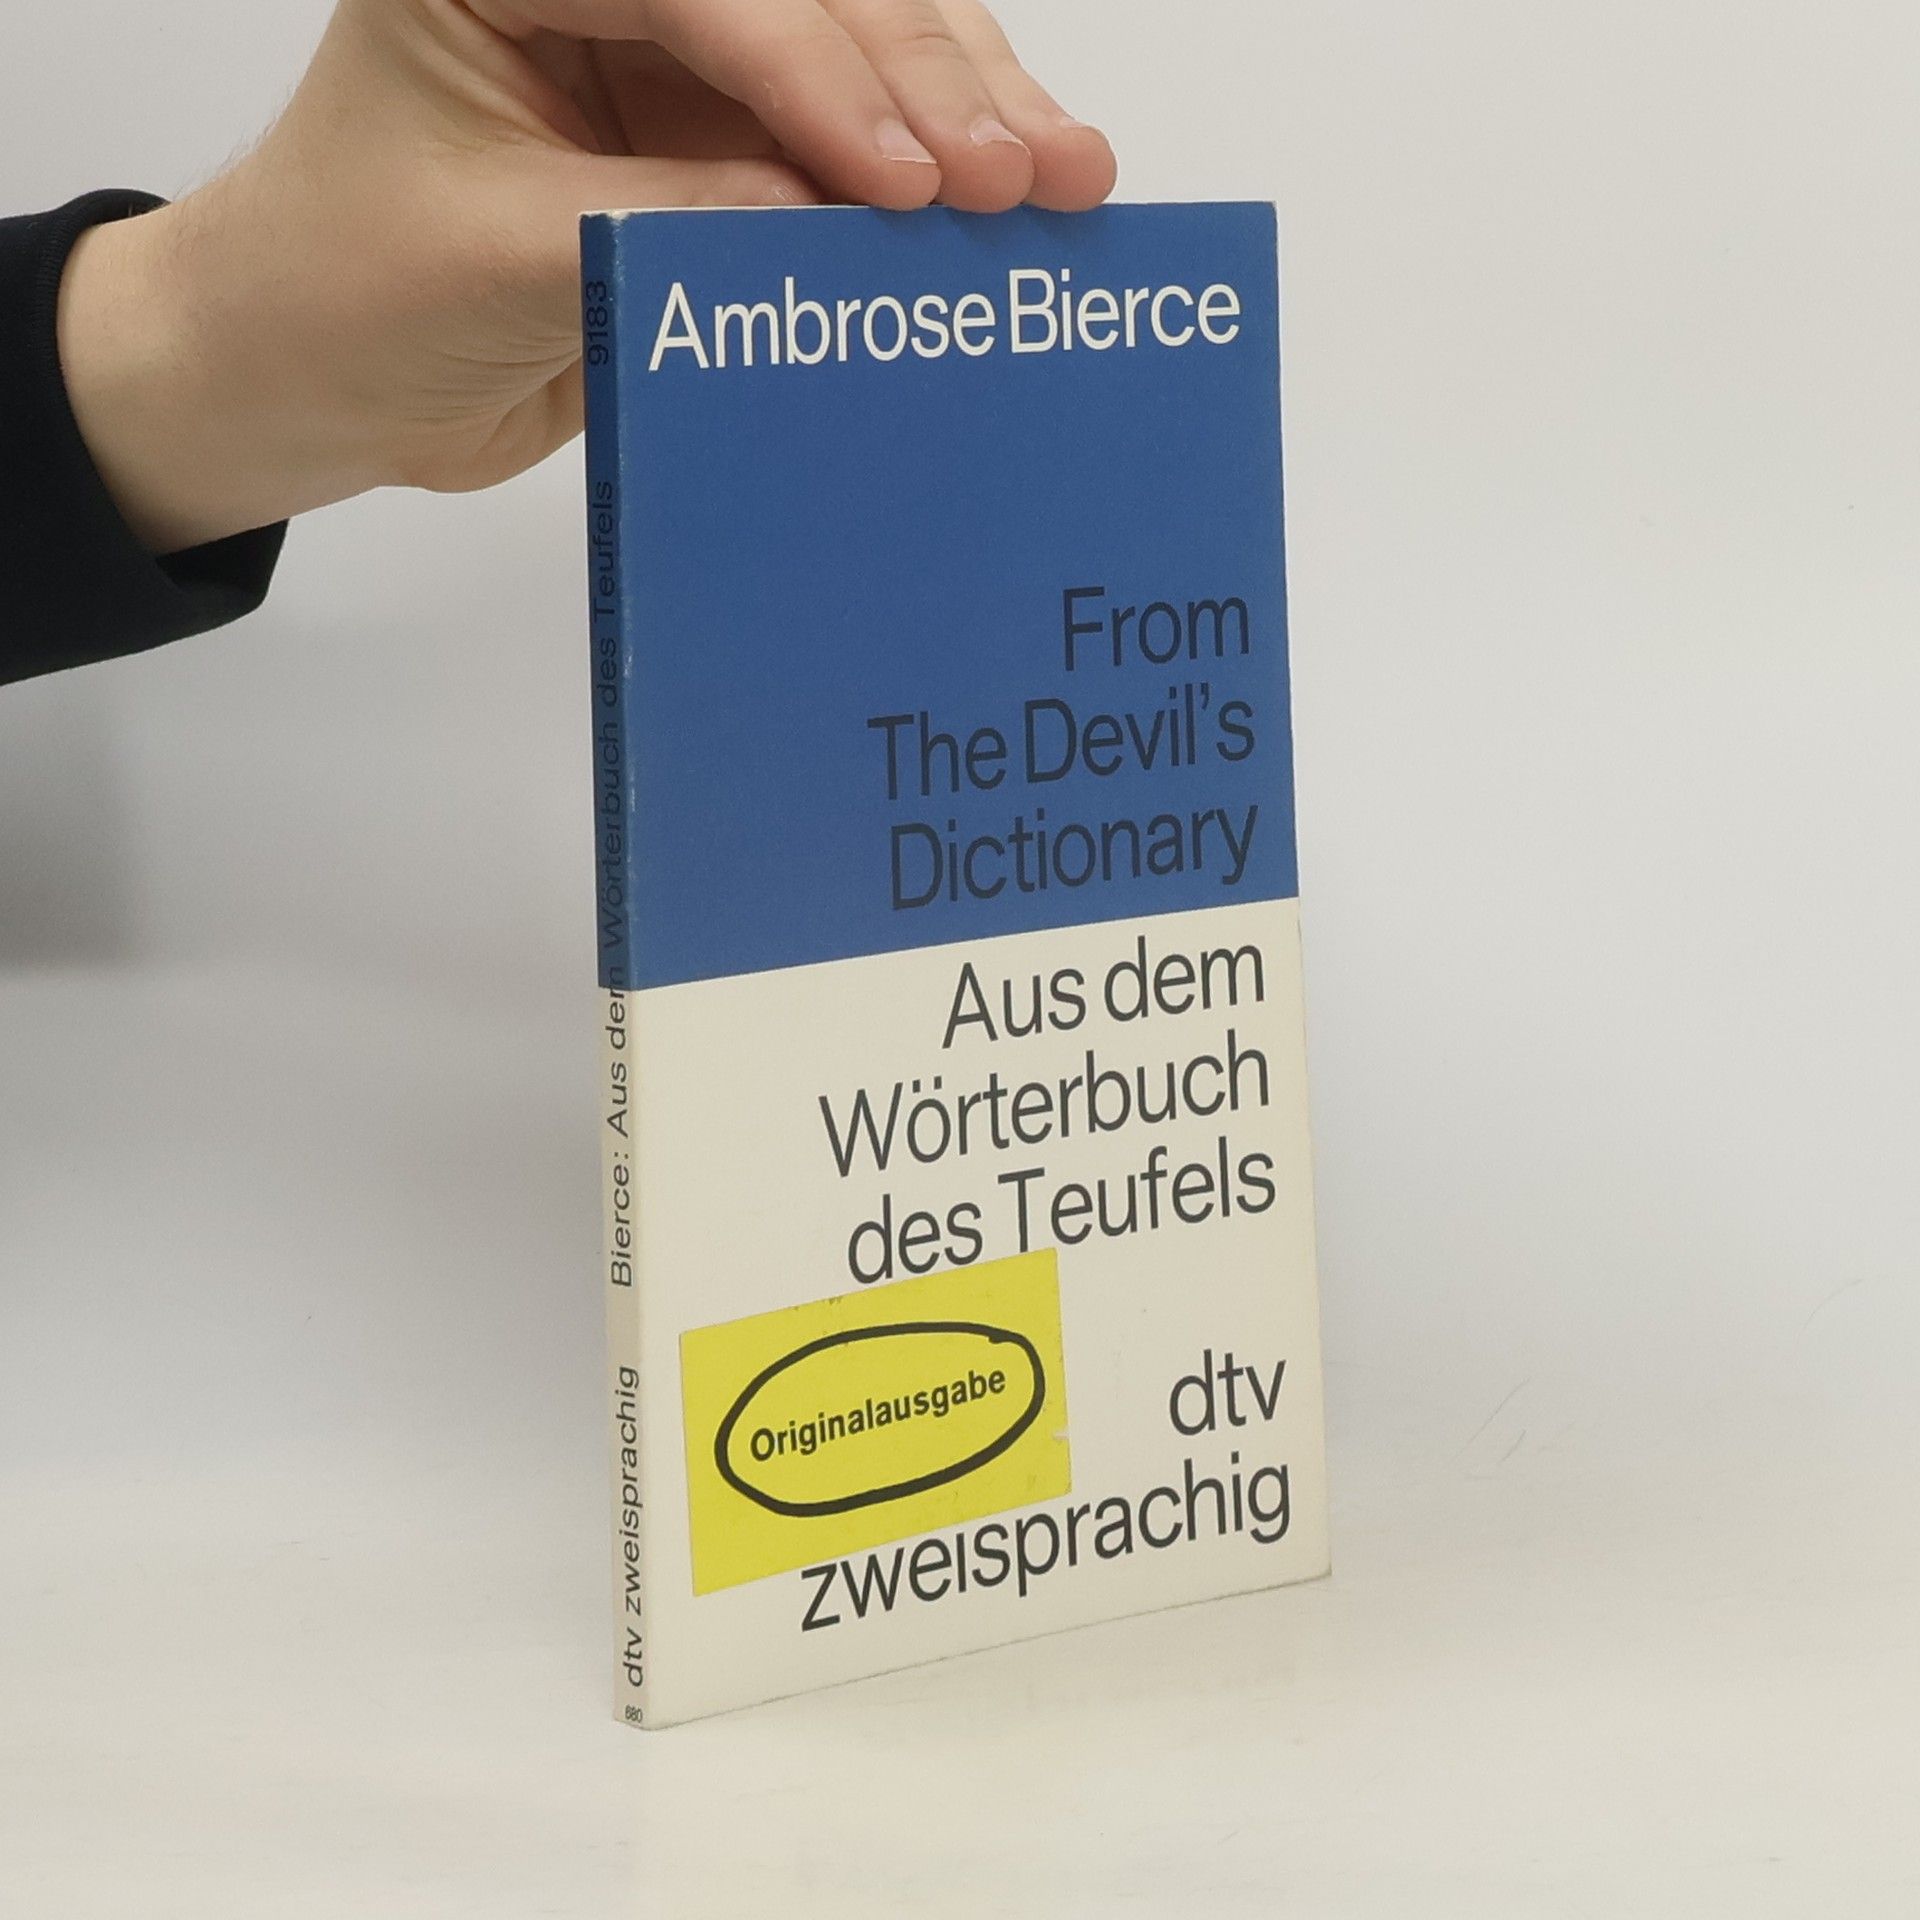 Ambrose Bierce
From
The Devil's
Dictionary
Aus dem
Wörterbuch
des Teufels
Originalausgabe
dtv
zweisprachig
680 dtv zweisprachig Bierce: Aus dem Wörterbuch des Teufels 9183